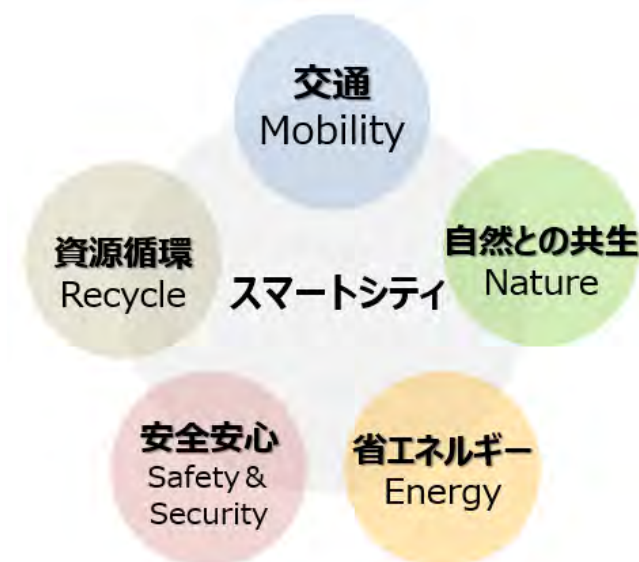 交通
Mobility
自然との共生
Nature
資源循環
Recycle
スマートシティ
安全安心
Safety &
Security
省エネルギー
Energy